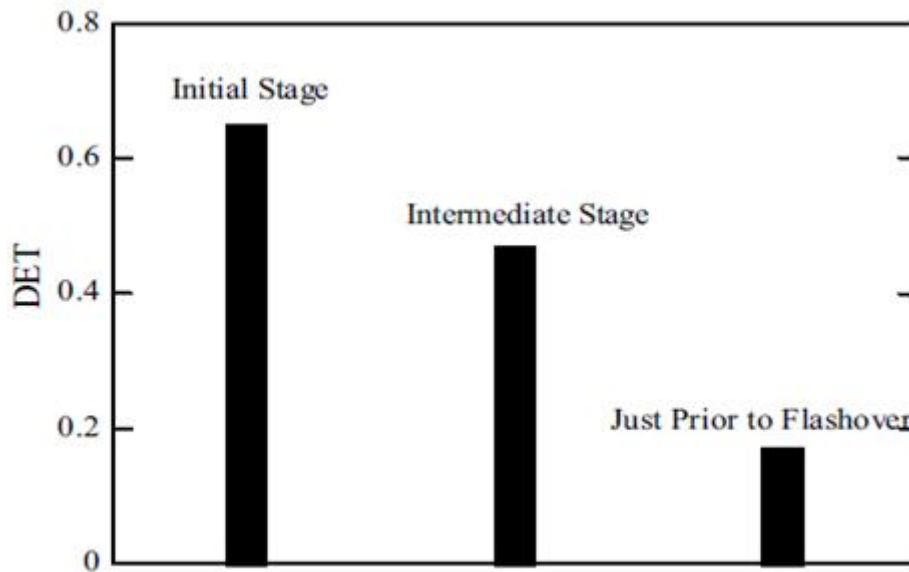 0.8
Initial Stage
0.6
Intermediate Stage
DET
0.4
Just Prior to Flashover
0.2
0